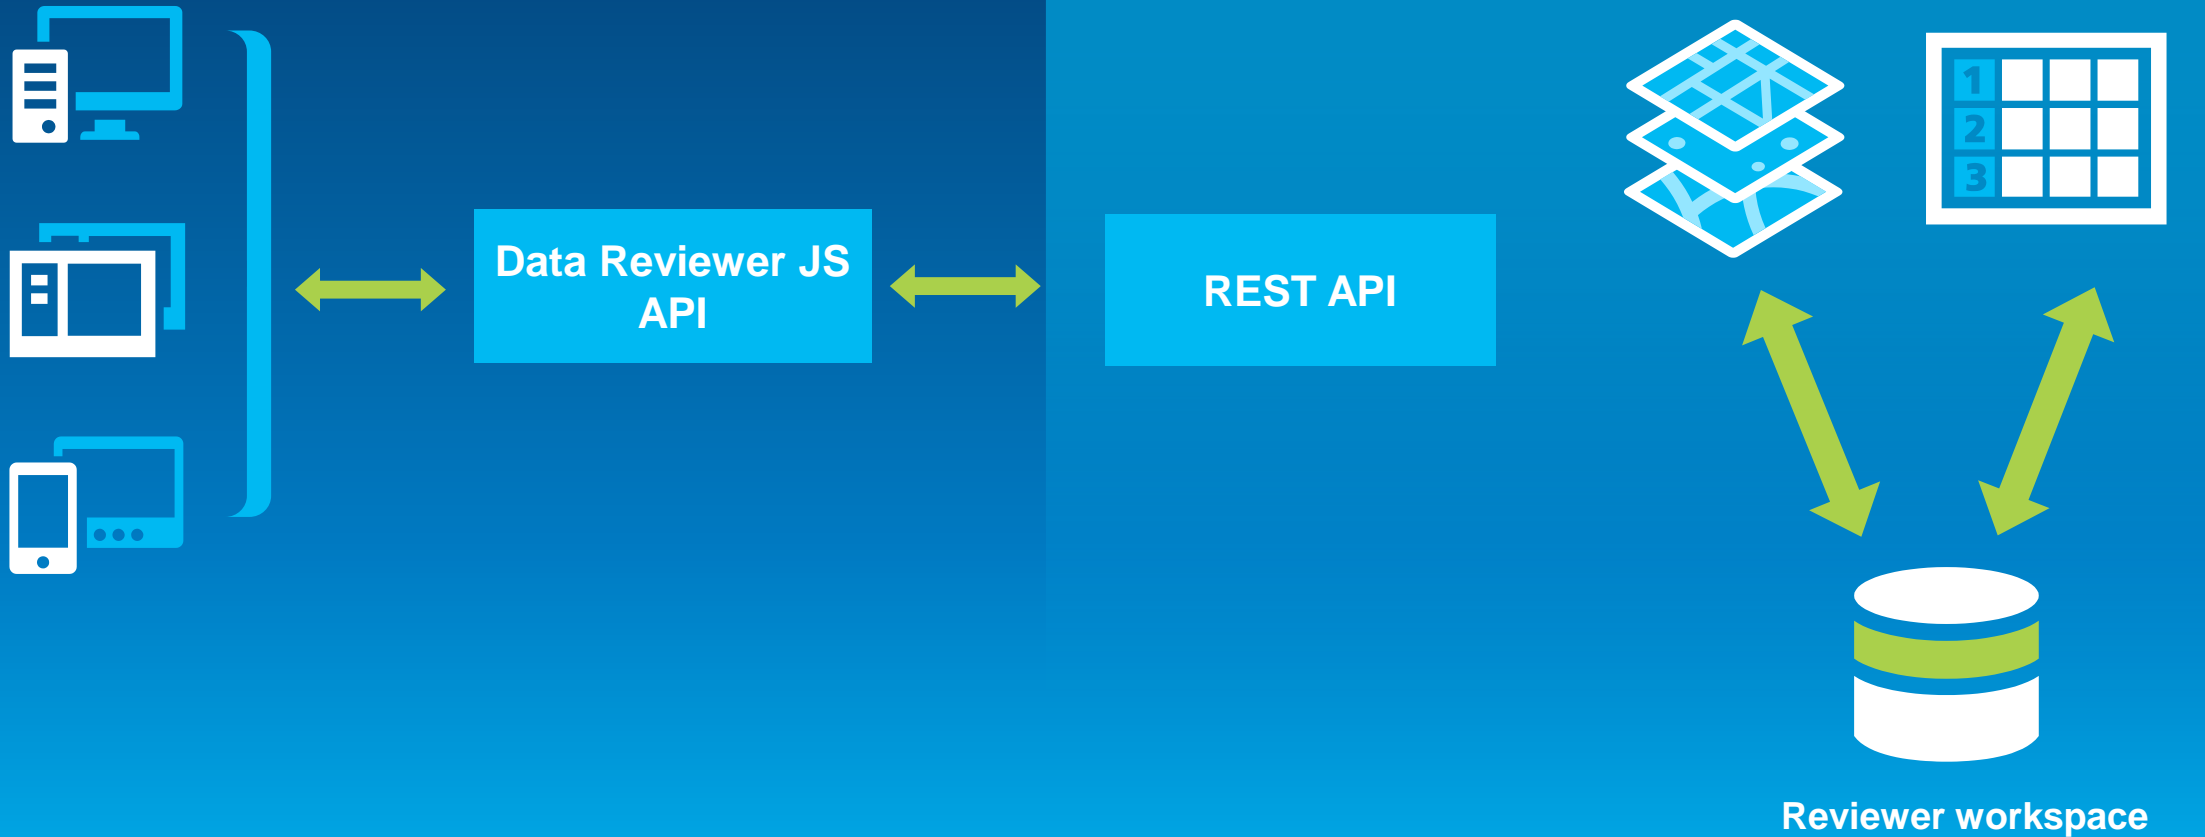 1
2
3
Data Reviewer JS
API
REST API
Reviewer workspace